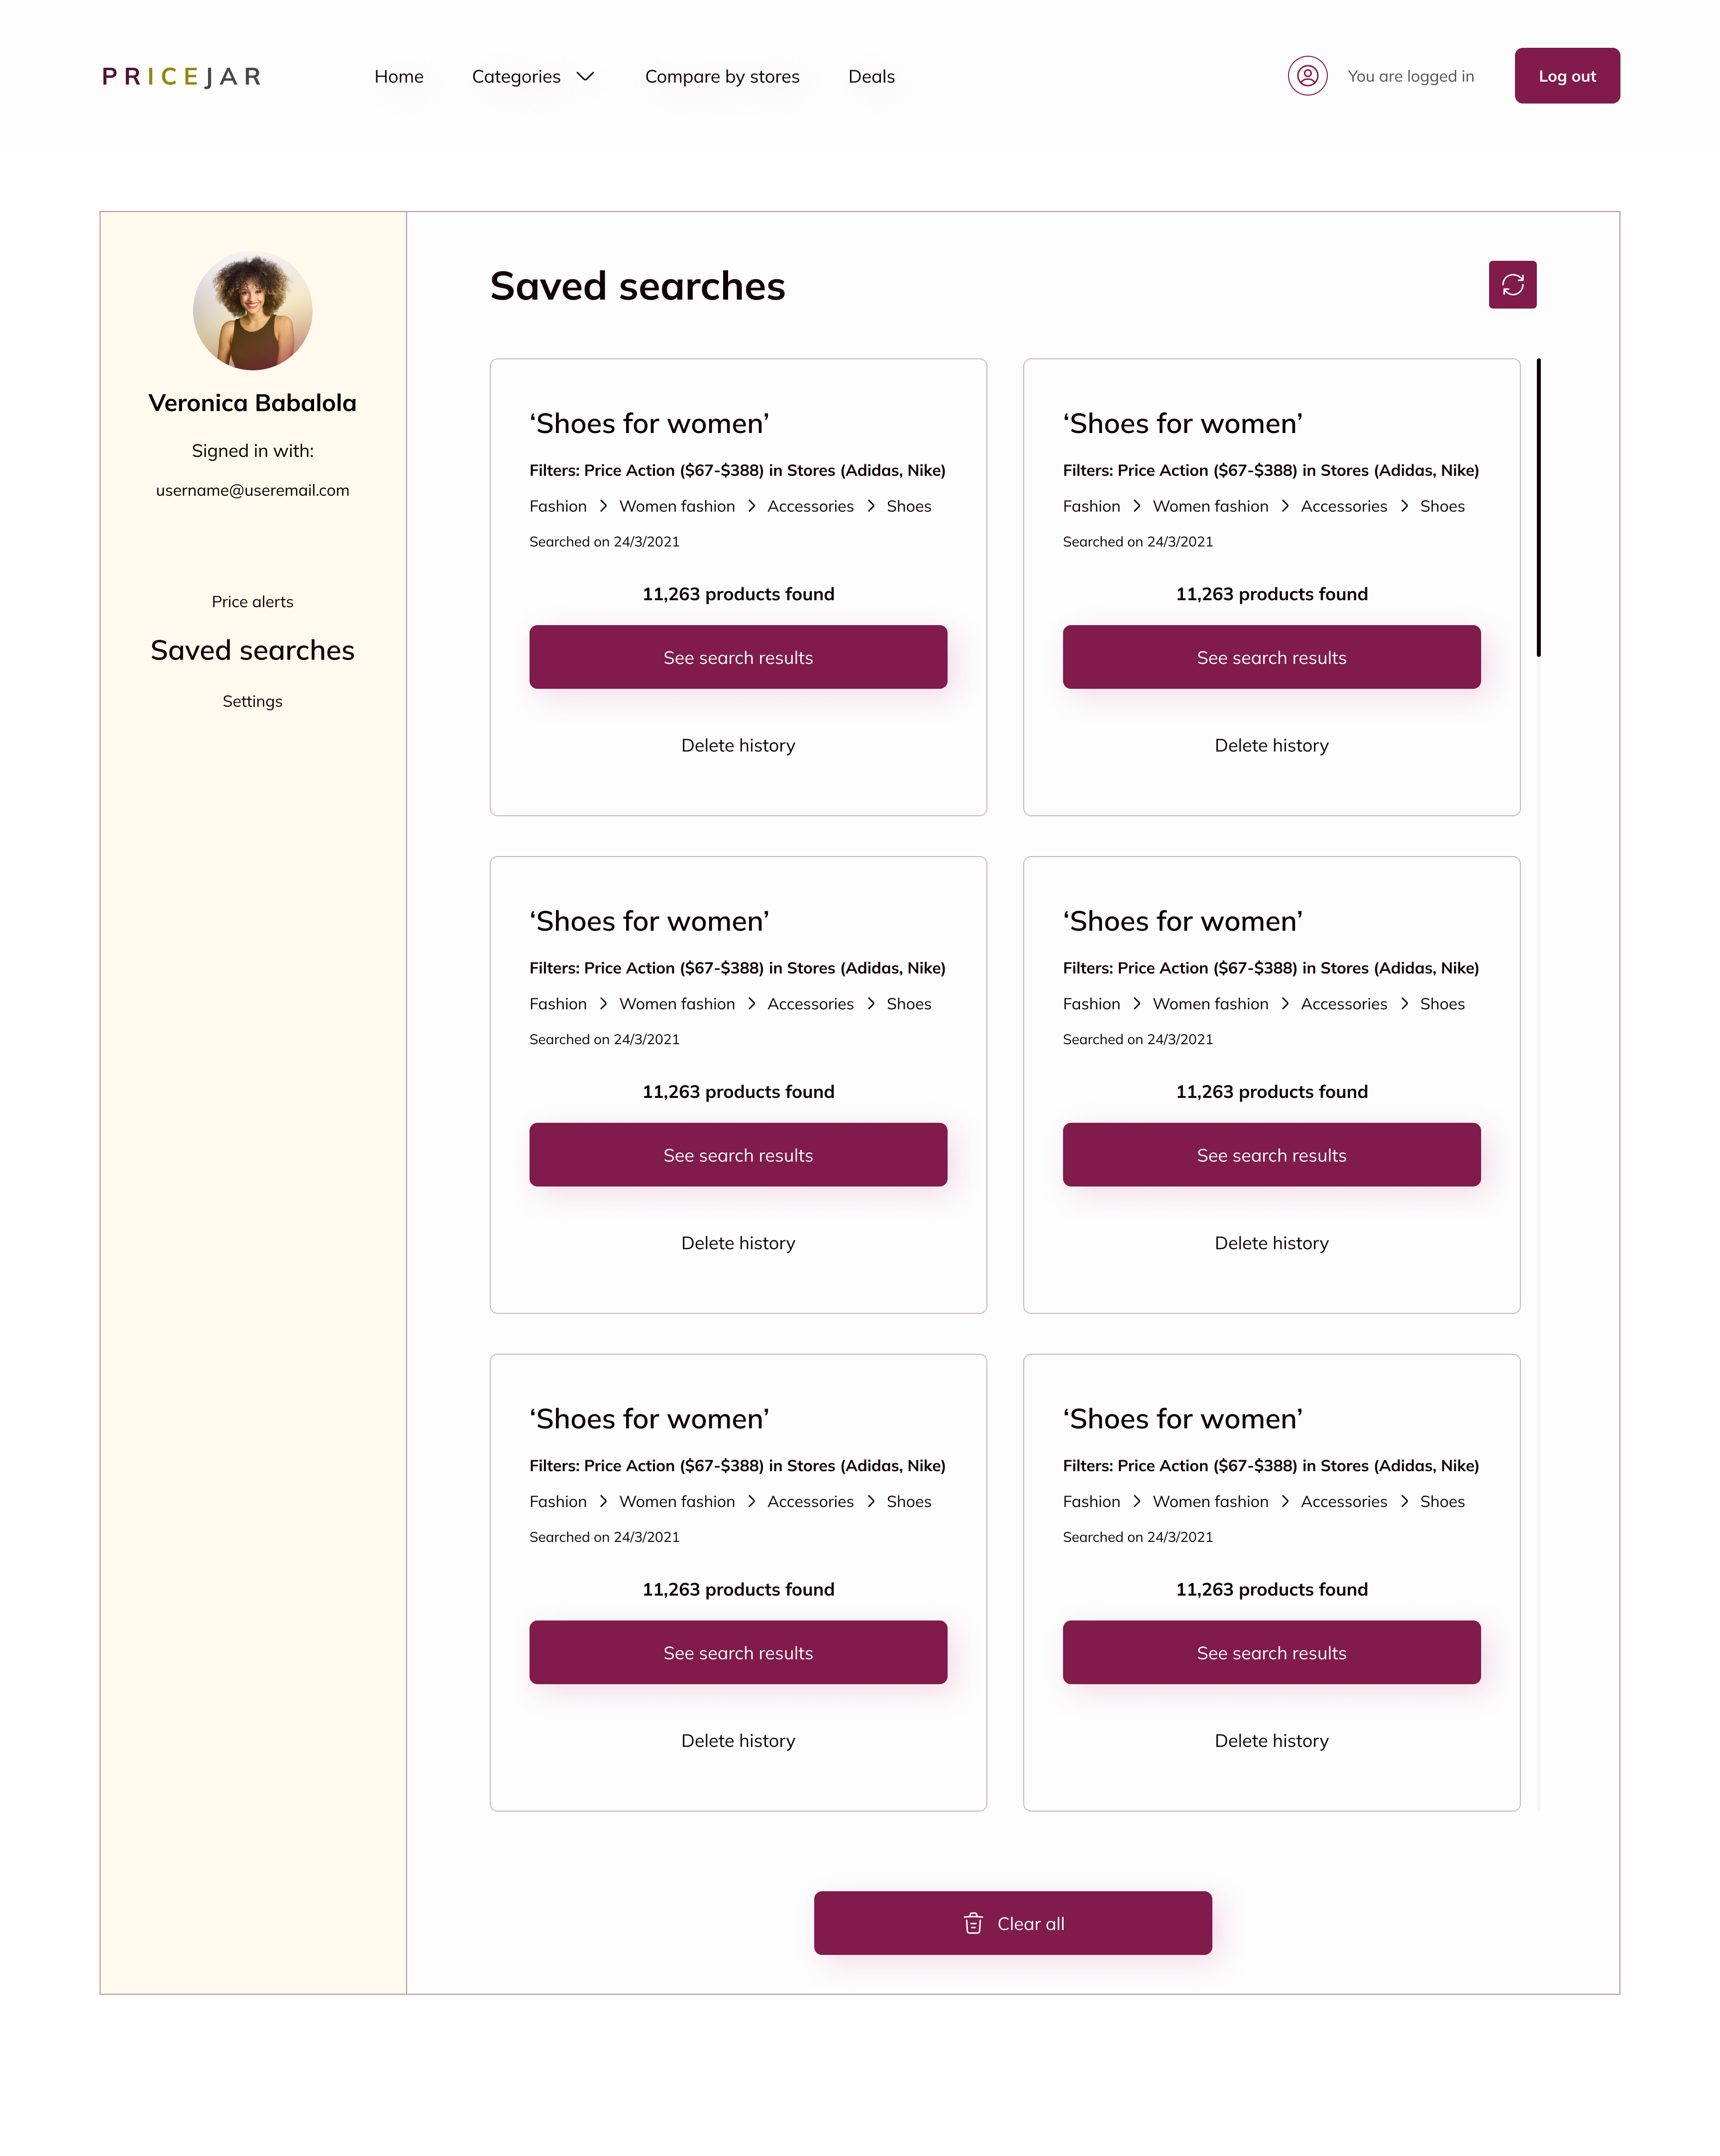 PRICEJAR
Home
Categories
Compare by stores
Deals
You are logged in
Log out
Veronica Babalola
Signed in with:
username@useremail.com
Price alerts
Saved searches
Settings
Saved searches
‘Shoes for women’
Filters: Price Action ($67-$388) in Stores (Adidas, Nike)
Fashion > Women fashion > Accessories > Shoes
Searched on 24/3/2021
11,263 products found
See search results
Delete history
‘Shoes for women’
Filters: Price Action ($67-$388) in Stores (Adidas, Nike)
Fashion > Women fashion > Accessories > Shoes
Searched on 24/3/2021
11,263 products found
See search results
Delete history
‘Shoes for women’
Filters: Price Action ($67-$388) in Stores (Adidas, Nike)
Fashion > Women fashion > Accessories > Shoes
Searched on 24/3/2021
11,263 products found
See search results
Delete history
‘Shoes for women’
Filters: Price Action ($67-$388) in Stores (Adidas, Nike)
Fashion > Women fashion > Accessories > Shoes
Searched on 24/3/2021
11,263 products found
See search results
Delete history
‘Shoes for women’
Filters: Price Action ($67-$388) in Stores (Adidas, Nike)
Fashion > Women fashion > Accessories > Shoes
Searched on 24/3/2021
11,263 products found
See search results
Delete history
‘Shoes for women’
Filters: Price Action ($67-$388) in Stores (Adidas, Nike)
Fashion > Women fashion > Accessories > Shoes
Searched on 24/3/2021
11,263 products found
See search results
Delete history
Clear all